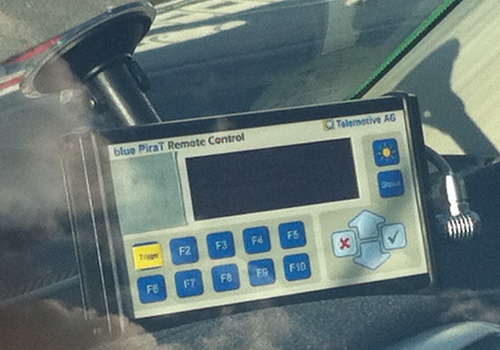 blue PiraT Remote Control
Telemotive AG
Trigger F2 F3 F4 F5
F6 F7 F8 F9 F10
Status